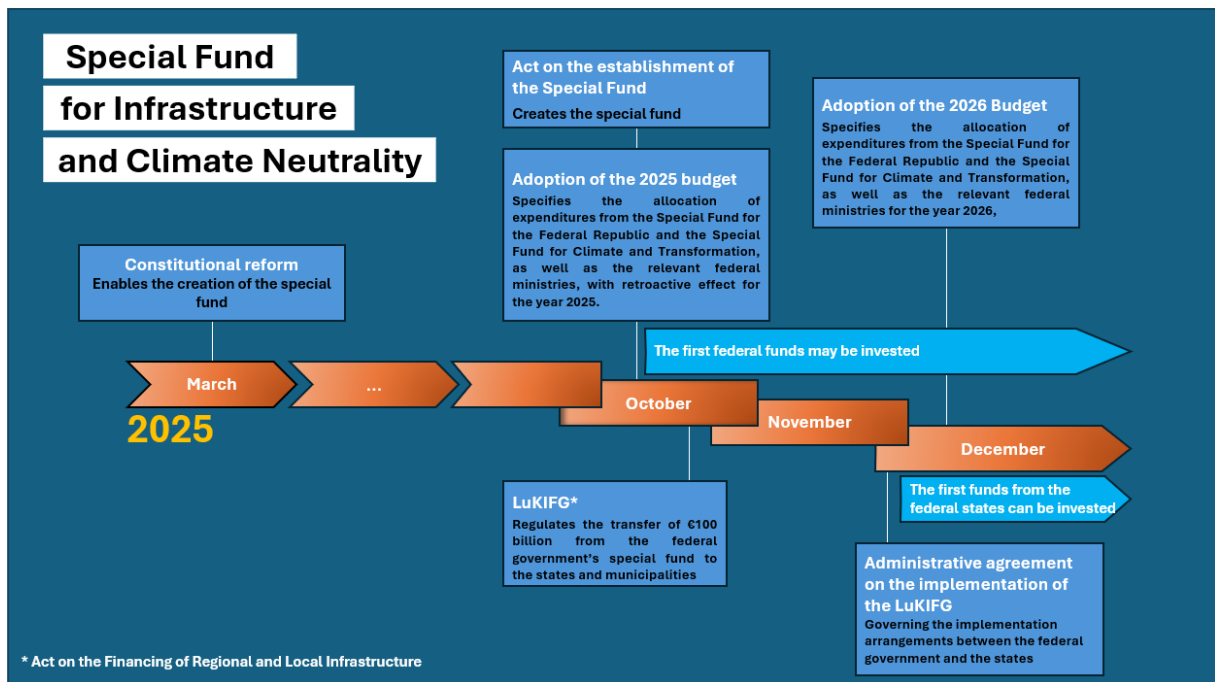 Special Fund
for Infrastructure
and Climate Neutrality
Act on the establishment of
the Special Fund
Creates the special fund
Adoption of the 2025 budget
Specifies the allocation of
expenditures from the Special Fund for
the Federal Republic and the Special
Fund for Climate and Transformation,
as well as the relevant federal
ministries, with retroactive effect for
the year 2025.
Adoption of the 2026 Budget
Specifies the allocation of
expenditures from the Special Fund for
the Federal Republic and the Special
Fund for Climate and Transformation,
as well as the relevant federal
ministries for the year 2026,
Constitutional reform
Enables the creation of the special
fund
The first federal funds may be invested
March
...
October
November
December
2025
The first funds from the
federal states can be invested
LuKIFG*
Regulates the transfer of €100
billion from the federal
government’s special fund to
the states and municipalities
Administrative agreement
on the implementation of
the LuKIFG
Governing the implementation
arrangements between the federal
government and the states
* Act on the Financing of Regional and Local Infrastructure